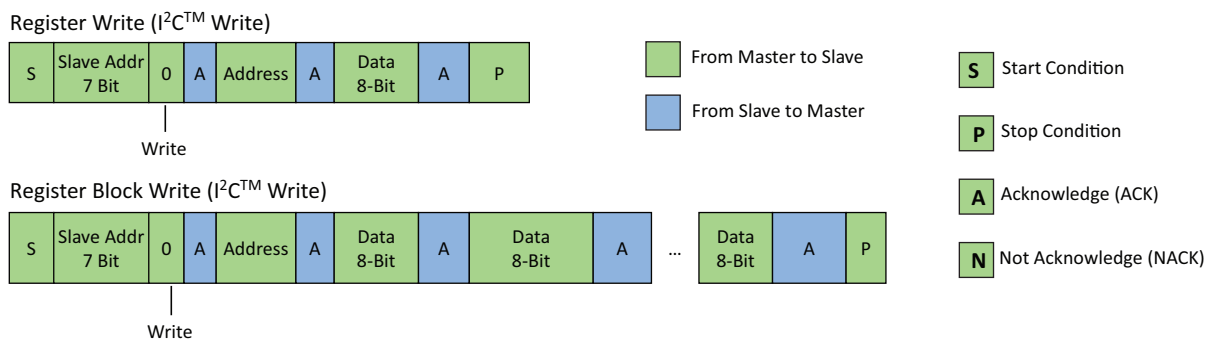 Register Write (I²C™ Write)
S Slave Addr 7 Bit 0 A Address A Data 8-Bit A P
Write
Register Block Write (I²C™ Write)
S Slave Addr 7 Bit 0 A Address A Data 8-Bit A Data 8-Bit A ... Data 8-Bit A P
Write
From Master to Slave
From Slave to Master
S Start Condition
P Stop Condition
A Acknowledge (ACK)
N Not Acknowledge (NACK)